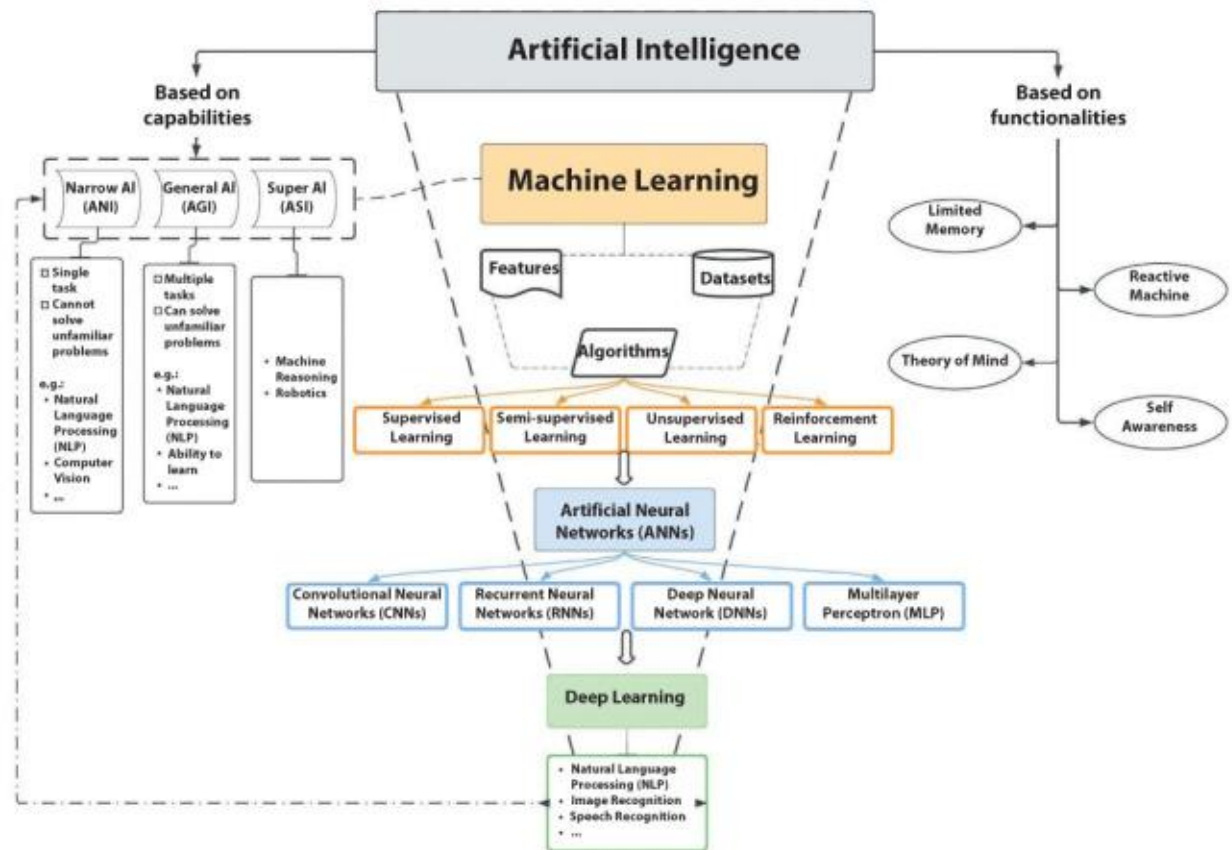 Artificial Intelligence
Based on
capabilities
Based on
functionalities
Narrow AI
(ANI)
General AI
(AGI)
Super AI
(ASI)
Single
task
Cannot
solve
unfamiliar
problems
e.g.:
Natural
Language
Processing
(NLP)
Computer
Vision
...
Multiple
tasks
Can solve
unfamiliar
problems
e.g.:
Natural
Language
Processing
(NLP)
Ability to
learn
...
Machine
Reasoning
Robotics
Machine Learning
Features
Datasets
Algorithms
Supervised
Learning
Semi-supervised
Learning
Unsupervised
Learning
Reinforcement
Learning
Artificial Neural
Networks (ANNs)
Convolutional Neural
Networks (CNNs)
Recurrent Neural
Networks (RNNs)
Deep Neural
Network (DNNs)
Multilayer
Perceptron (MLP)
Deep Learning
Natural Language
Processing (NLP)
Image Recognition
Speech Recognition
...
Limited
Memory
Reactive
Machine
Theory of Mind
Self
Awareness